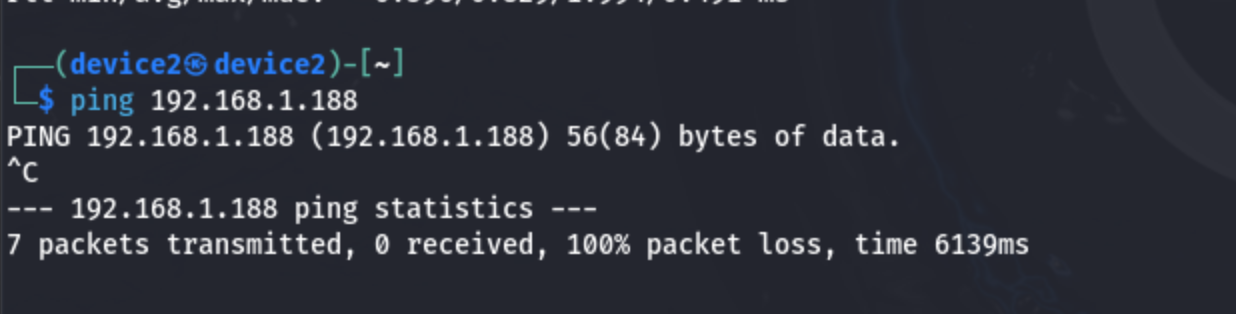 (device2㉿device2)-[~]
$ ping 192.168.1.188
PING 192.168.1.188 (192.168.1.188) 56(84) bytes of data.
^C
--- 192.168.1.188 ping statistics ---
7 packets transmitted, 0 received, 100% packet loss, time 6139ms